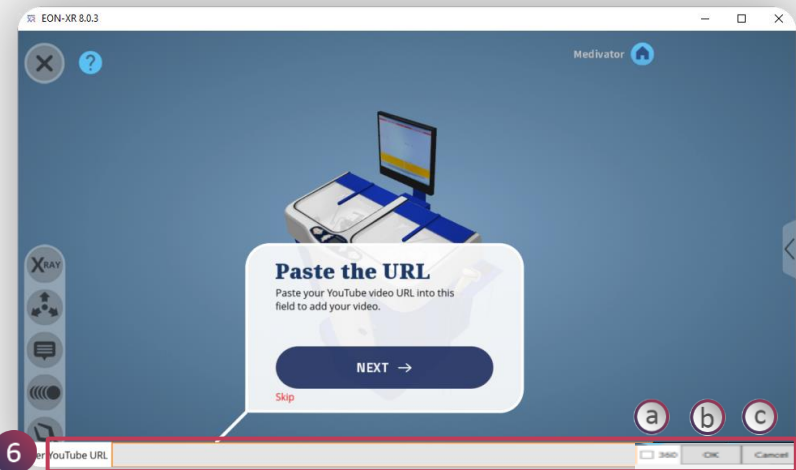 EON-XR 8.0.3
?
Medivator
XRAY
Paste the URL
Paste your YouTube video URL into this
field to add your video.
NEXT →
Skip
a
b
c
6
er YouTube URL
360
OK
Cancel